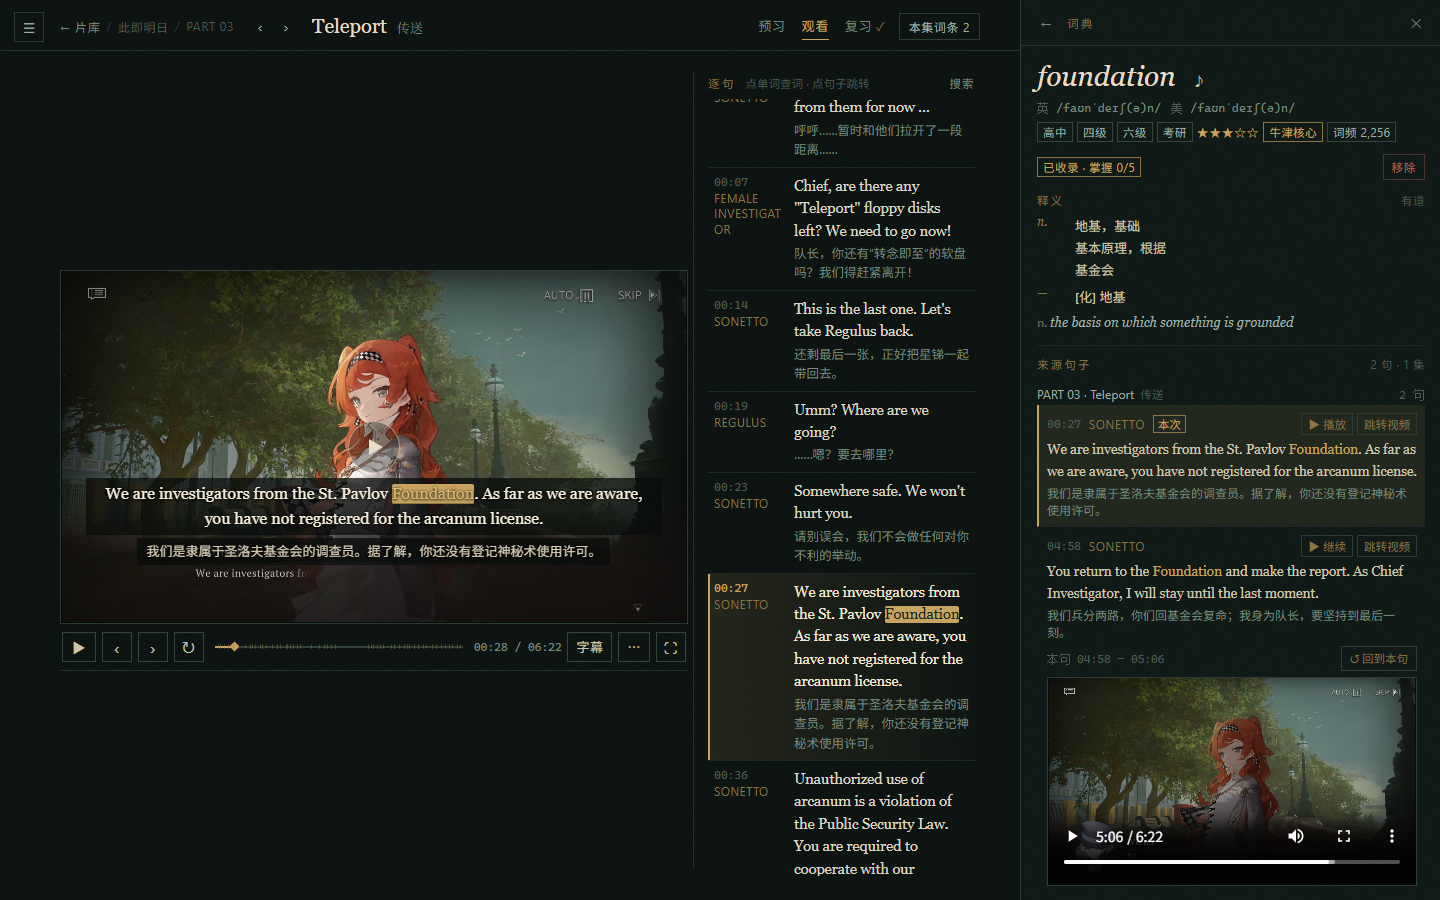 ☰ ← 片库 / 此即明日 / PART 03 ‹ › Teleport 传送 预习 观看 复习 ✓ 本集词条 2
逐句 点单词查词 · 点句子跳转 搜索
SONETTO
from them for now ...
呼呼……暂时和他们拉开了一段
距离……
00:07
FEMALE
INVESTIGAT
OR
Chief, are there any
"Teleport" floppy disks
left? We need to go now!
队长，你还有“转念即至”的软盘
吗？我们得赶紧离开！
00:14
SONETTO
This is the last one. Let's
take Regulus back.
还剩最后一张，正好把星锑一起
带回去。
00:19
REGULUS
Umm? Where are we
going?
……嗯？要去哪里？
00:23
SONETTO
Somewhere safe. We won't
hurt you.
请别误会，我们不会做任何对你
不利的举动。
00:27
SONETTO
We are investigators from
the St. Pavlov Foundation.
As far as we are aware, you
have not registered for the
arcanum license.
我们是隶属于圣洛夫基金会的调
查员。据了解，你还没有登记神
秘术使用许可。
00:36
SONETTO
Unauthorized use of
arcanum is a violation of
the Public Security Law.
You are required to
cooperate with our
AUTO SKIP
We are investigators from the St. Pavlov Foundation. As far as we are aware,
you have not registered for the arcanum license.
我们是隶属于圣洛夫基金会的调查员。据了解，你还没有登记神秘术使用许可。
We are investigators fro
▶ ‹ › ↻ 00:28 / 06:22 字幕 ···
← 词典 ×
foundation ♪
英 /faʊnˈdeɪʃ(ə)n/ 美 /faʊnˈdeɪʃ(ə)n/
高中 四级 六级 考研 ★★★☆☆ 牛津核心 词频 2,256
已收录 · 掌握 0/5 移除
释义 有道
n. 地基，基础
基本原理，根据
基金会
— [化] 地基
n. the basis on which something is grounded
来源句子 2 句 · 1 集
PART 03 · Teleport 传送 2 句
00:27 SONETTO 本次 ▶ 播放 跳转视频
We are investigators from the St. Pavlov Foundation. As far as
we are aware, you have not registered for the arcanum license.
我们是隶属于圣洛夫基金会的调查员。据了解，你还没有登记神秘术
使用许可。
04:58 SONETTO ▶ 继续 跳转视频
You return to the Foundation and make the report. As Chief
Investigator, I will stay until the last moment.
我们兵分两路，你们回基金会复命；我身为队长，要坚持到最后一
刻。
本句 04:58 – 05:06 ↺ 回到本句
AUTO SKIP
5:06 / 6:22